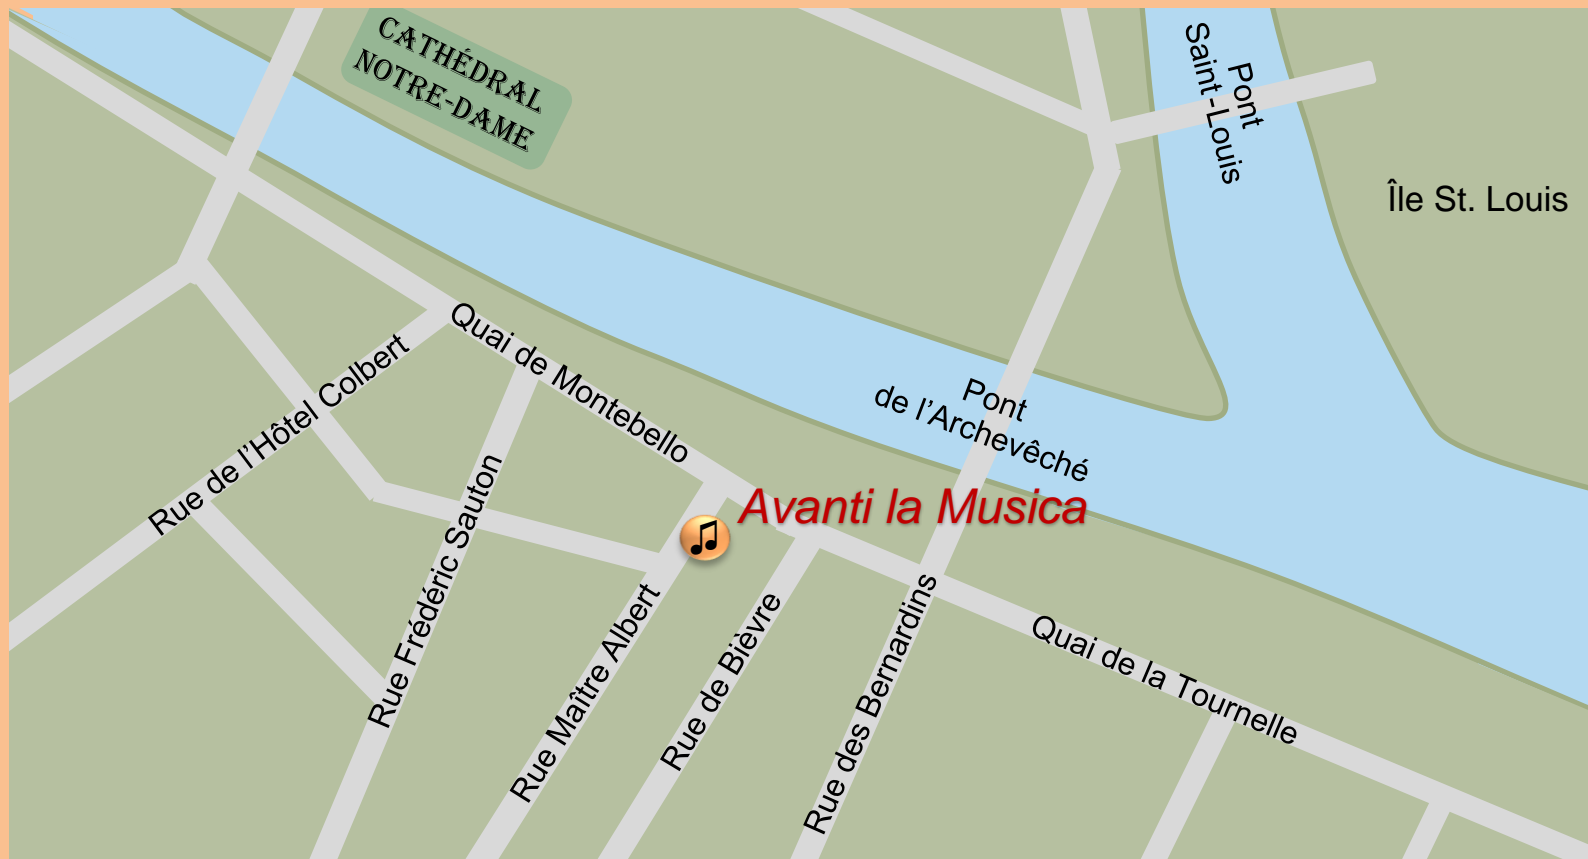 CATHÉDRAL
NOTRE-DAME
Pont
Saint-Louis
Île St. Louis
Quai de Montebello
Rue de l’Hôtel Colbert
Pont
de l’Archevêché
Avanti la Musica
Rue Frédéric Sauton
Rue Maître Albert
Rue de Bièvre
Rue des Bernardins
Quai de la Tournelle